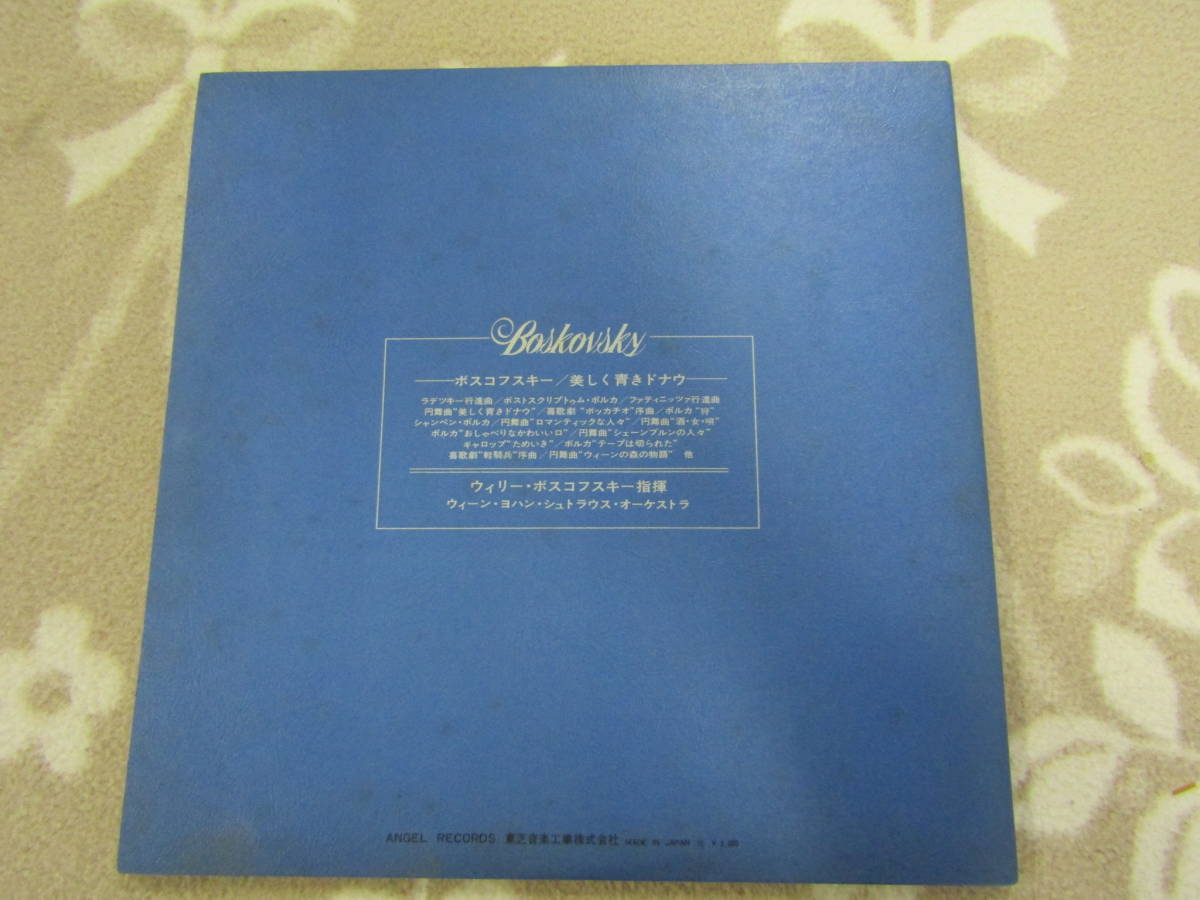 Boskovsky
ボスコフスキー／美しく青きドナウ
ラデツキー行進曲／ポストスクリプトゥム・ポルカ／ファティニッツァ行進曲
円舞曲“美しく青きドナウ”／喜歌劇“ボッカチオ”序曲／ポルカ“狩”
シャンペン・ポルカ／円舞曲“ロマンティックな人々”／円舞曲“酒・女・唄”
ポルカ“おしゃべりなかわいい口”／円舞曲“シェーンブルンの人々”
ギャロップ“ためいき”／ポルカ“テープは切られた”
喜歌劇“軽騎兵”序曲／円舞曲“ウィーンの森の物語” 他
ウィリー・ボスコフスキー指揮
ウィーン・ヨハン・シュトラウス・オーケストラ
ANGEL RECORDS 東芝音楽工業株式会社 MADE IN JAPAN